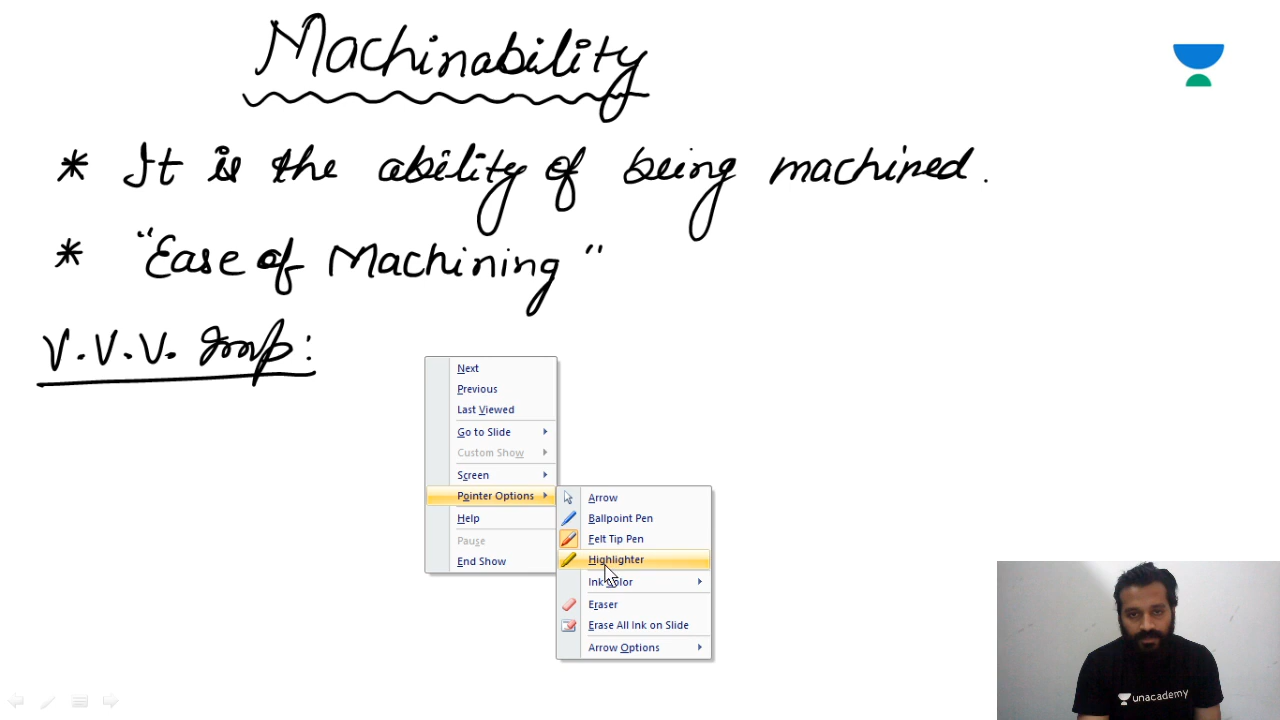 Machinability
* It is the ability of being machined.
* "Ease of Machining"
V.V.V. Imp:
Next
Previous
Last Viewed
Go to Slide
Custom Show
Screen
Pointer Options
Help
Pause
End Show
Arrow
Ballpoint Pen
Felt Tip Pen
Highlighter
Ink Color
Eraser
Erase All Ink on Slide
Arrow Options
unacademy